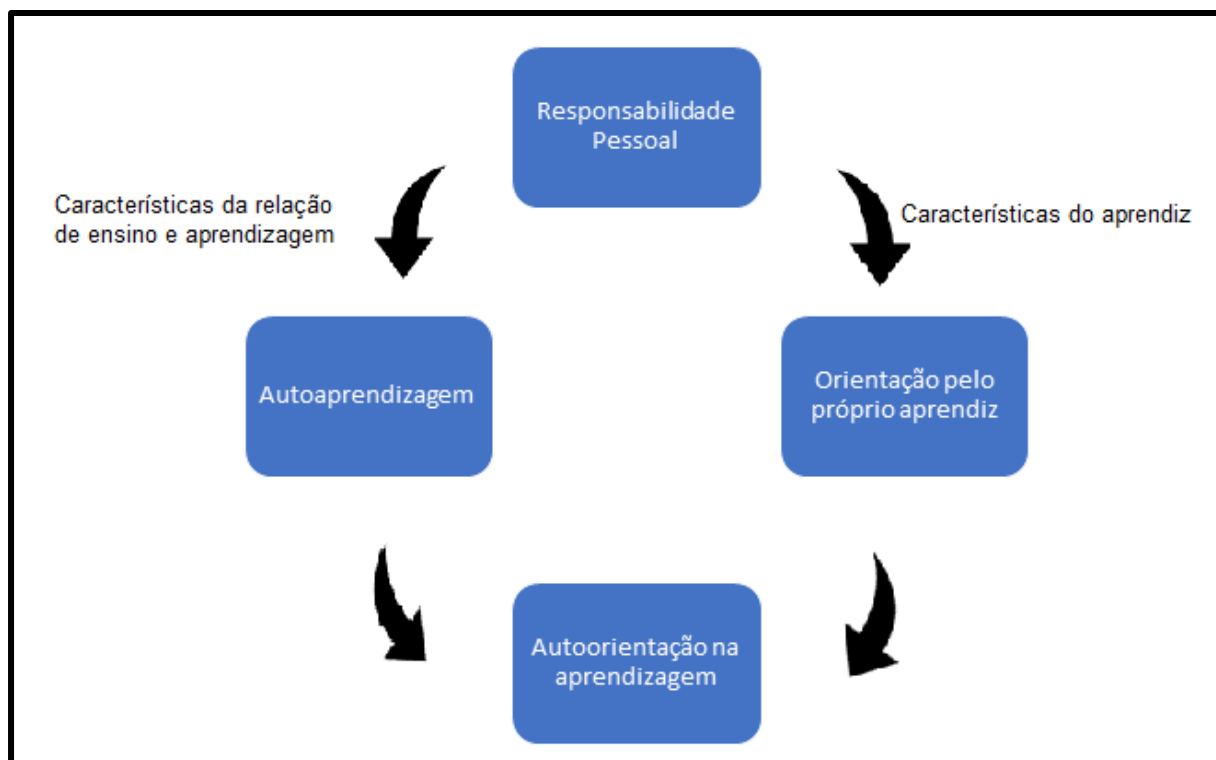 Responsabilidade
Pessoal
Características da relação
de ensino e aprendizagem
Características do aprendiz
Autoaprendizagem
Orientação pelo
próprio aprendiz
Autoorientação na
aprendizagem